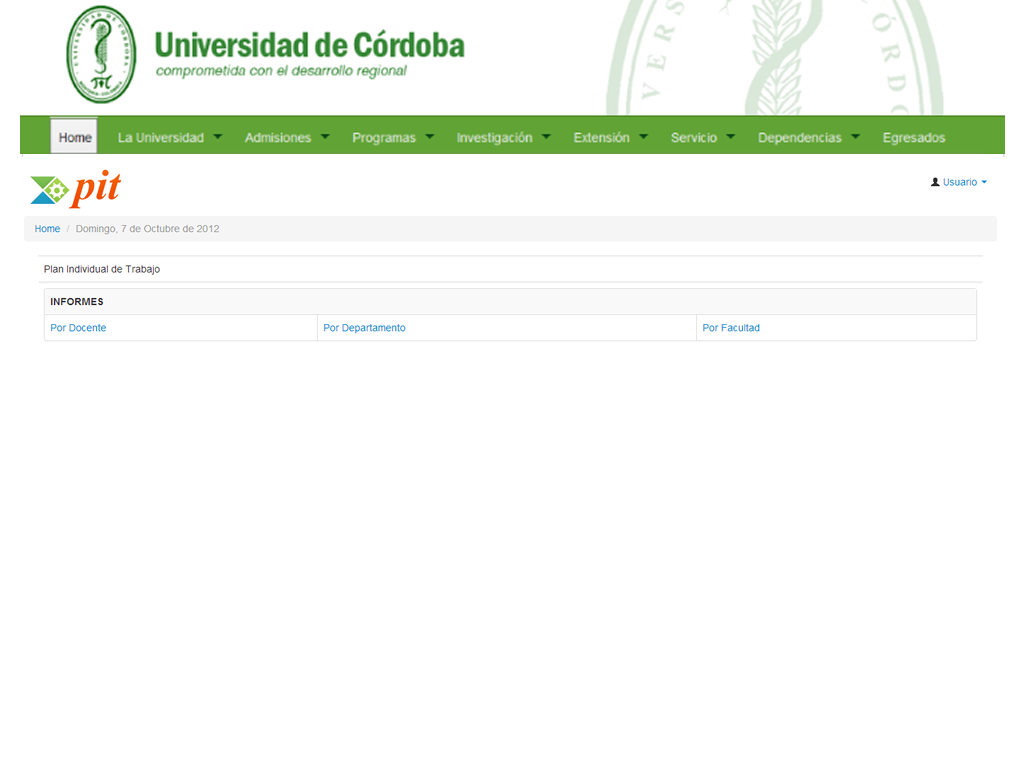 Universidad de Córdoba
comprometida con el desarrollo regional
Home La Universidad Admisiones Programas Investigación Extensión Servicio Dependencias Egresados
pit
Usuario
Home / Domingo, 7 de Octubre de 2012
Plan Individual de Trabajo
INFORMES
Por Docente Por Departamento Por Facultad